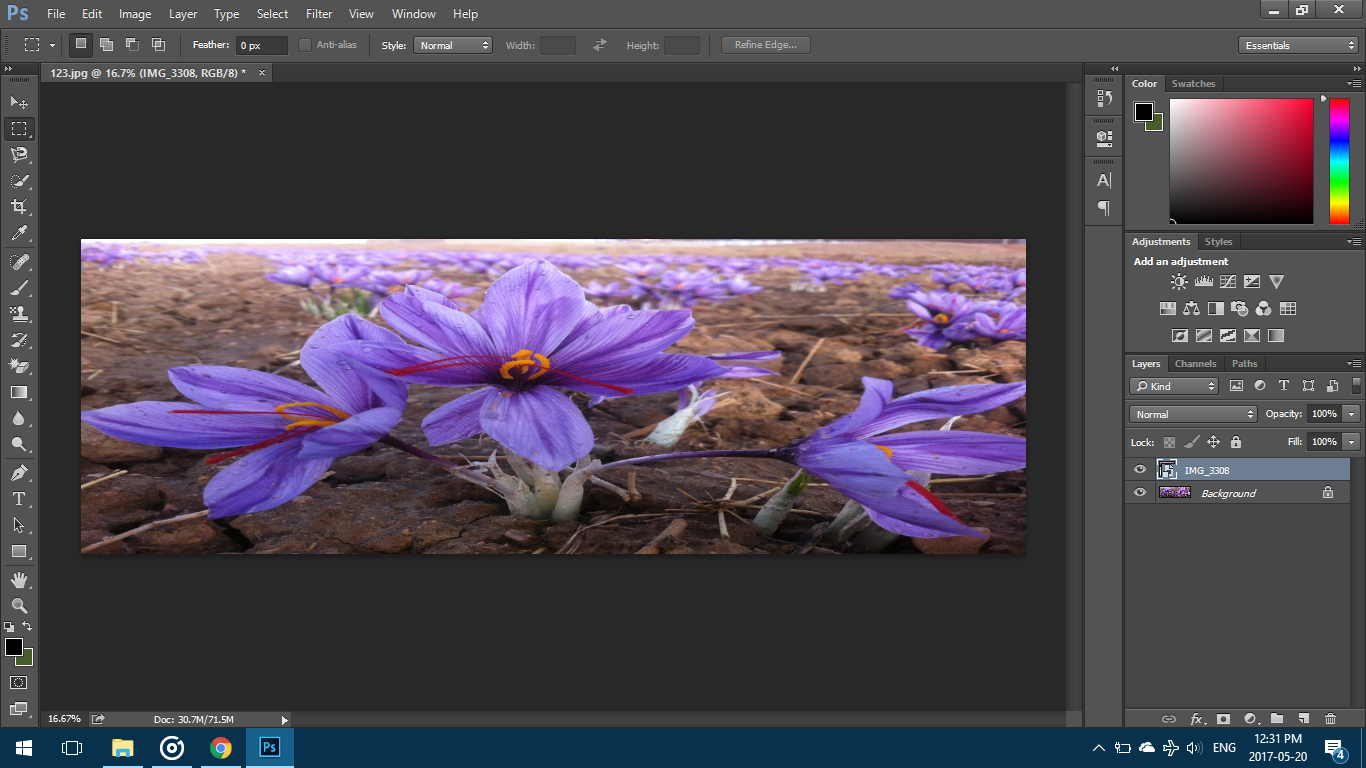 Ps File Edit Image Layer Type Select Filter View Window Help
Feather: 0 px Anti-alias Style: Normal Width: Height: Refine Edge... Essentials
123.jpg @ 16.7% (IMG_3308, RGB/8) *
Color Swatches
Adjustments Styles
Add an adjustment
Layers Channels Paths
Kind
Normal Opacity: 100%
Lock: Fill: 100%
IMG_3308
Background
16.67% Doc: 30.7M/71.5M
fx
Ps
ENG
12:31 PM
2017-05-20
4